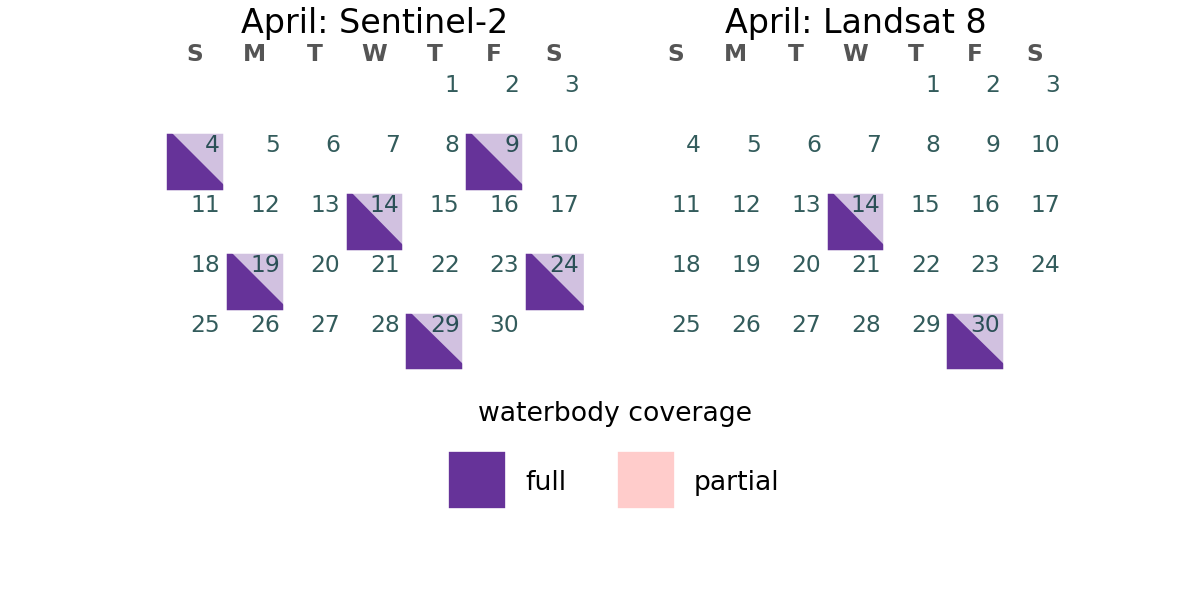 April: Sentinel-2
S M T W T F S
1 2 3
4 5 6 7 8 9 10
11 12 13 14 15 16 17
18 19 20 21 22 23 24
25 26 27 28 29 30
April: Landsat 8
S M T W T F S
1 2 3
4 5 6 7 8 9 10
11 12 13 14 15 16 17
18 19 20 21 22 23 24
25 26 27 28 29 30
waterbody coverage
full
partial